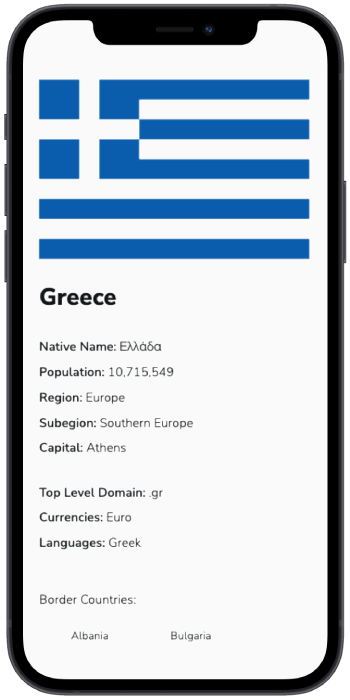 Greece
Native Name: Ελλάδα
Population: 10,715,549
Region: Europe
Subegion: Southern Europe
Capital: Athens
Top Level Domain: .gr
Currencies: Euro
Languages: Greek
Border Countries:
Albania Bulgaria